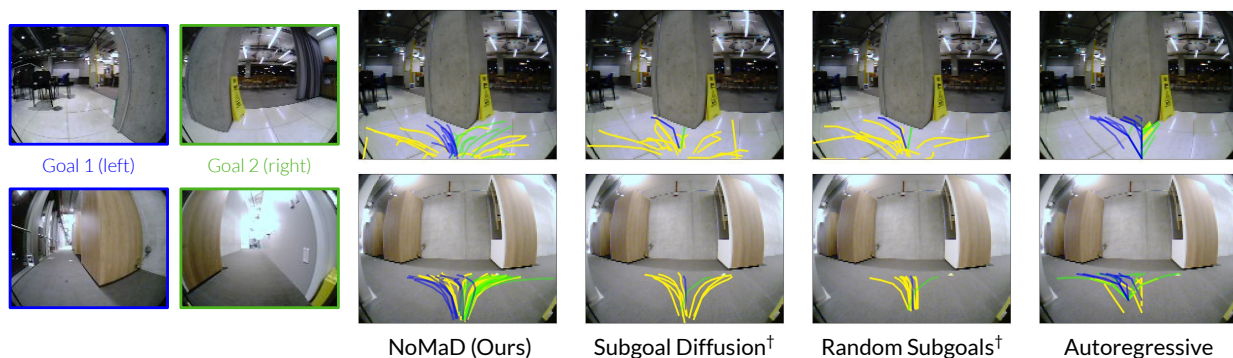 Goal 1 (left)
Goal 2 (right)
NoMaD (Ours)
Subgoal Diffusion†
Random Subgoals†
Autoregressive